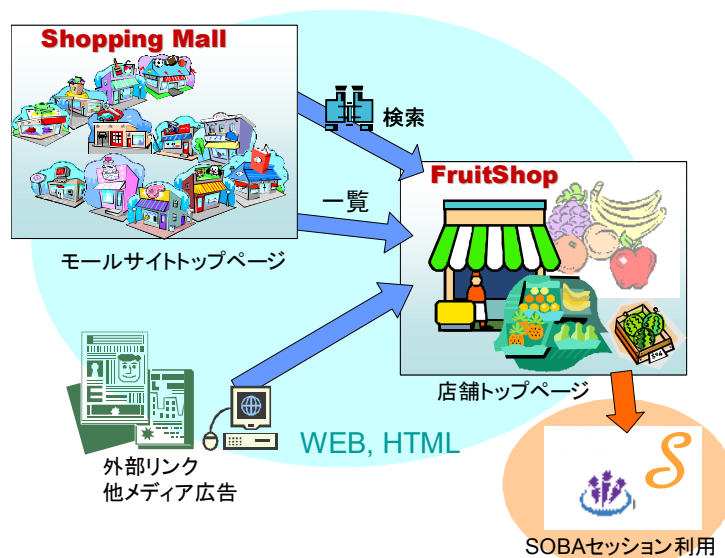 Shopping Mall
検索
FruitShop
一覧
モールサイトトップページ
店舗トップページ
WEB, HTML
外部リンク
他メディア広告
S
SOBAセッション利用